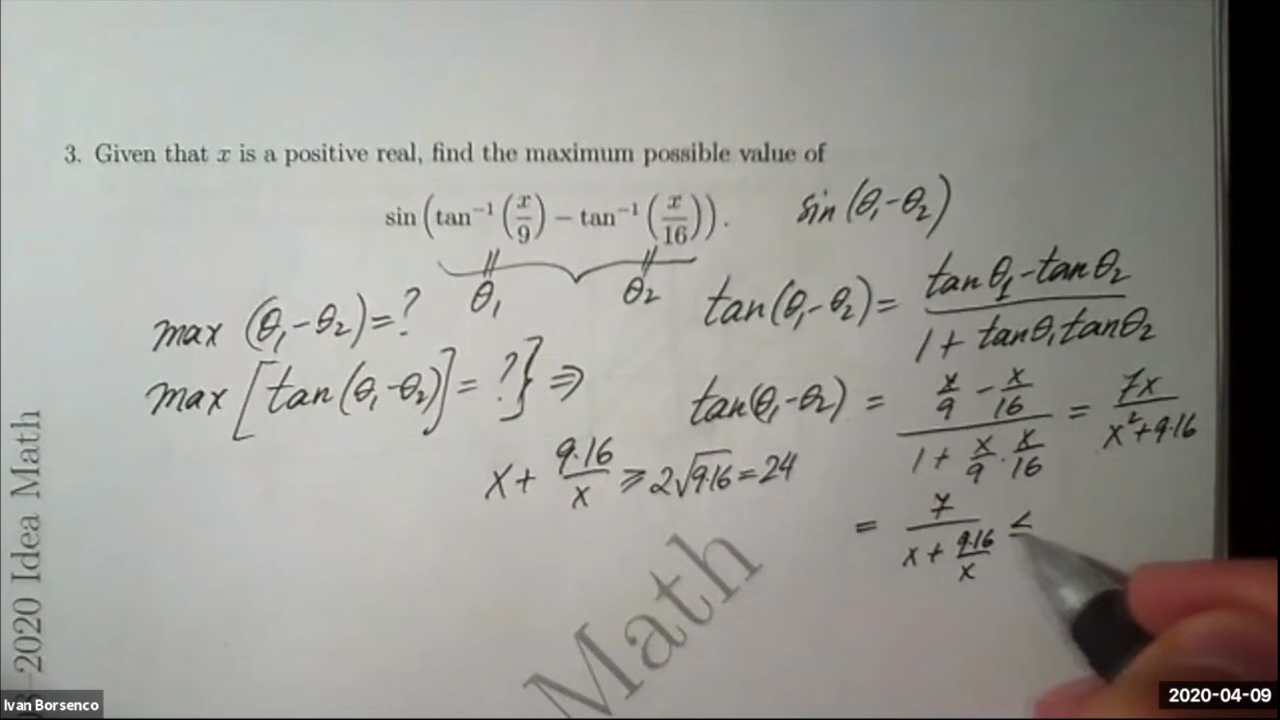 3. Given that x is a positive real, find the maximum possible value of
sin(tan⁻¹(x/9) − tan⁻¹(x/16)).
sin(θ₁-θ₂)
θ₁
θ₂
max (θ₁-θ₂)=?
max [tan(θ₁-θ₂)]=?} ⇒
tan(θ₁-θ₂)= (tanθ₁-tanθ₂)/(1+tanθ₁tanθ₂)
tan(θ₁-θ₂) = (x/9 - x/16)/(1+ x/9 · x/16) = 7x/(x²+9·16)
x+ 9·16/x ⩾ 2√9·16=24
= 7/(x+ 9·16/x) ≤
Math
08-2020 Idea Math
Ivan Borsenco
2020-04-09